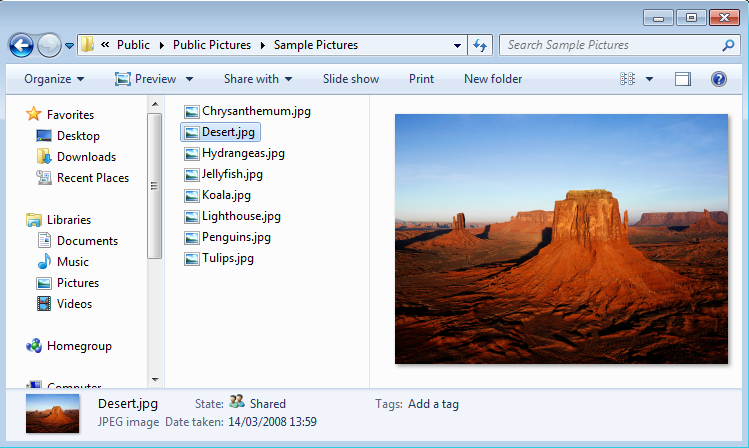 « Public Public Pictures Sample Pictures Search Sample Pictures
Organize Preview Share with Slide show Print New folder
Favorites
Desktop
Downloads
Recent Places
Libraries
Documents
Music
Pictures
Videos
Homegroup
Computer
Chrysanthemum.jpg
Desert.jpg
Hydrangeas.jpg
Jellyfish.jpg
Koala.jpg
Lighthouse.jpg
Penguins.jpg
Tulips.jpg
Desert.jpg State: Shared Tags: Add a tag
JPEG image Date taken: 14/03/2008 13:59